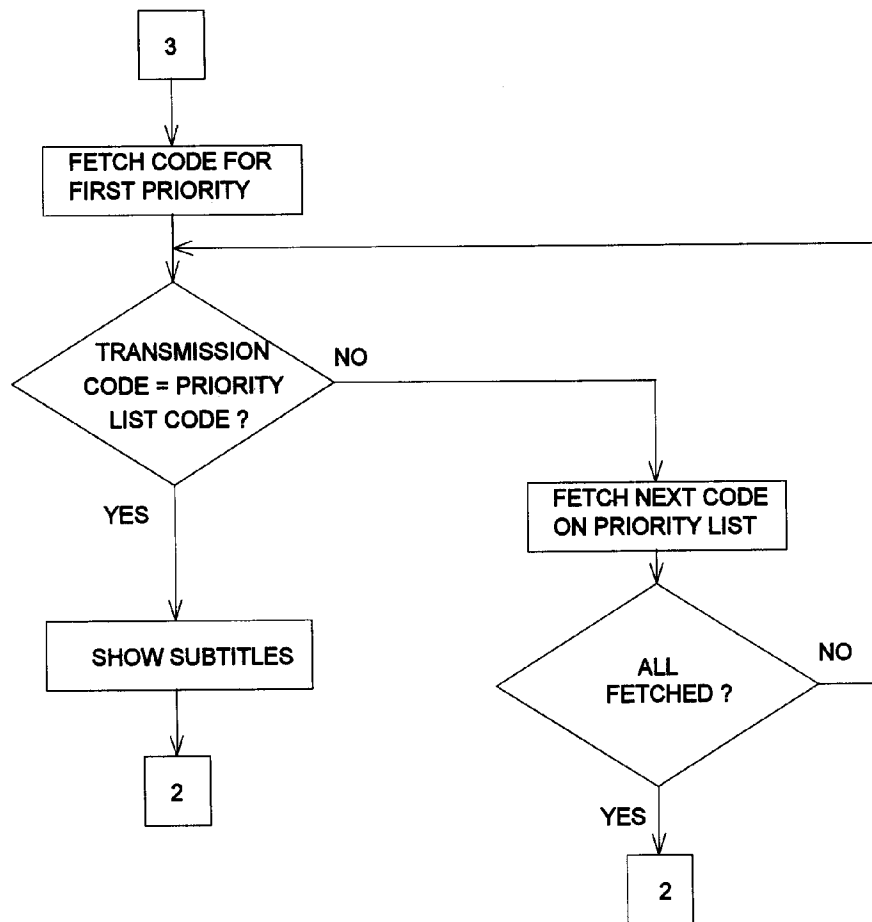 3
FETCH CODE FOR
FIRST PRIORITY
TRANSMISSION
CODE = PRIORITY
LIST CODE ?
NO
YES
FETCH NEXT CODE
ON PRIORITY LIST
SHOW SUBTITLES
ALL
FETCHED ?
NO
2
YES
2